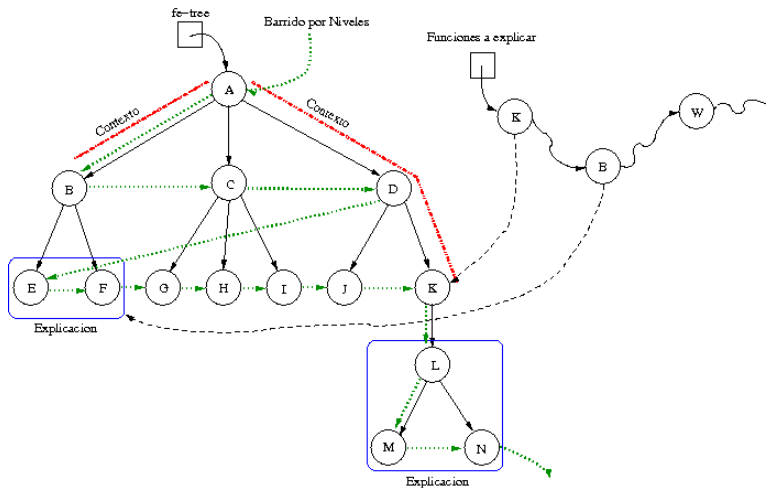 fe-tree
Barrido por Niveles
Funciones a explicar
A
Contexto
Contexto
K
W
B
B
C
D
E
F
G
H
I
J
K
Explicacion
L
M
N
Explicacion